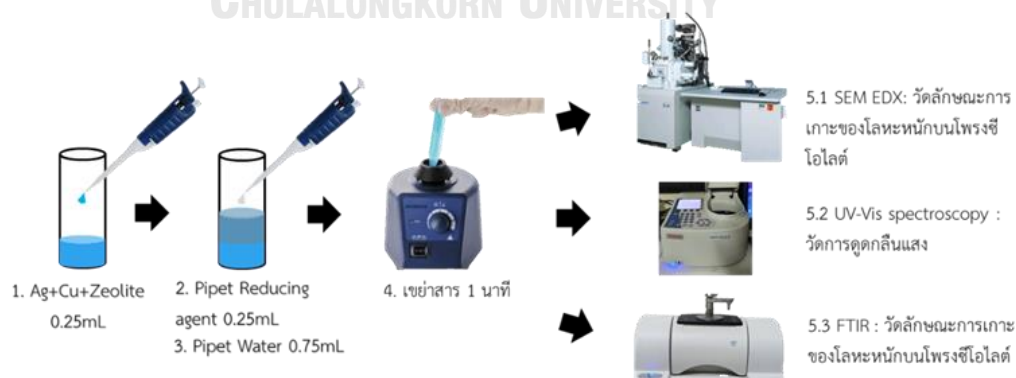 CHULALONGKORN UNIVERSITY
1. Ag+Cu+Zeolite
0.25mL
2. Pipet Reducing
agent 0.25mL
3. Pipet Water 0.75mL
4. เขย่าสาร 1 นาที
5.1 SEM EDX: วัดลักษณะการ
เกาะของโลหะหนักบนโพรงซี
โอไลต์
5.2 UV-Vis spectroscopy :
วัดการดูดกลืนแสง
5.3 FTIR : วัดลักษณะการเกาะ
ของโลหะหนักบนโพรงซีโอไลต์